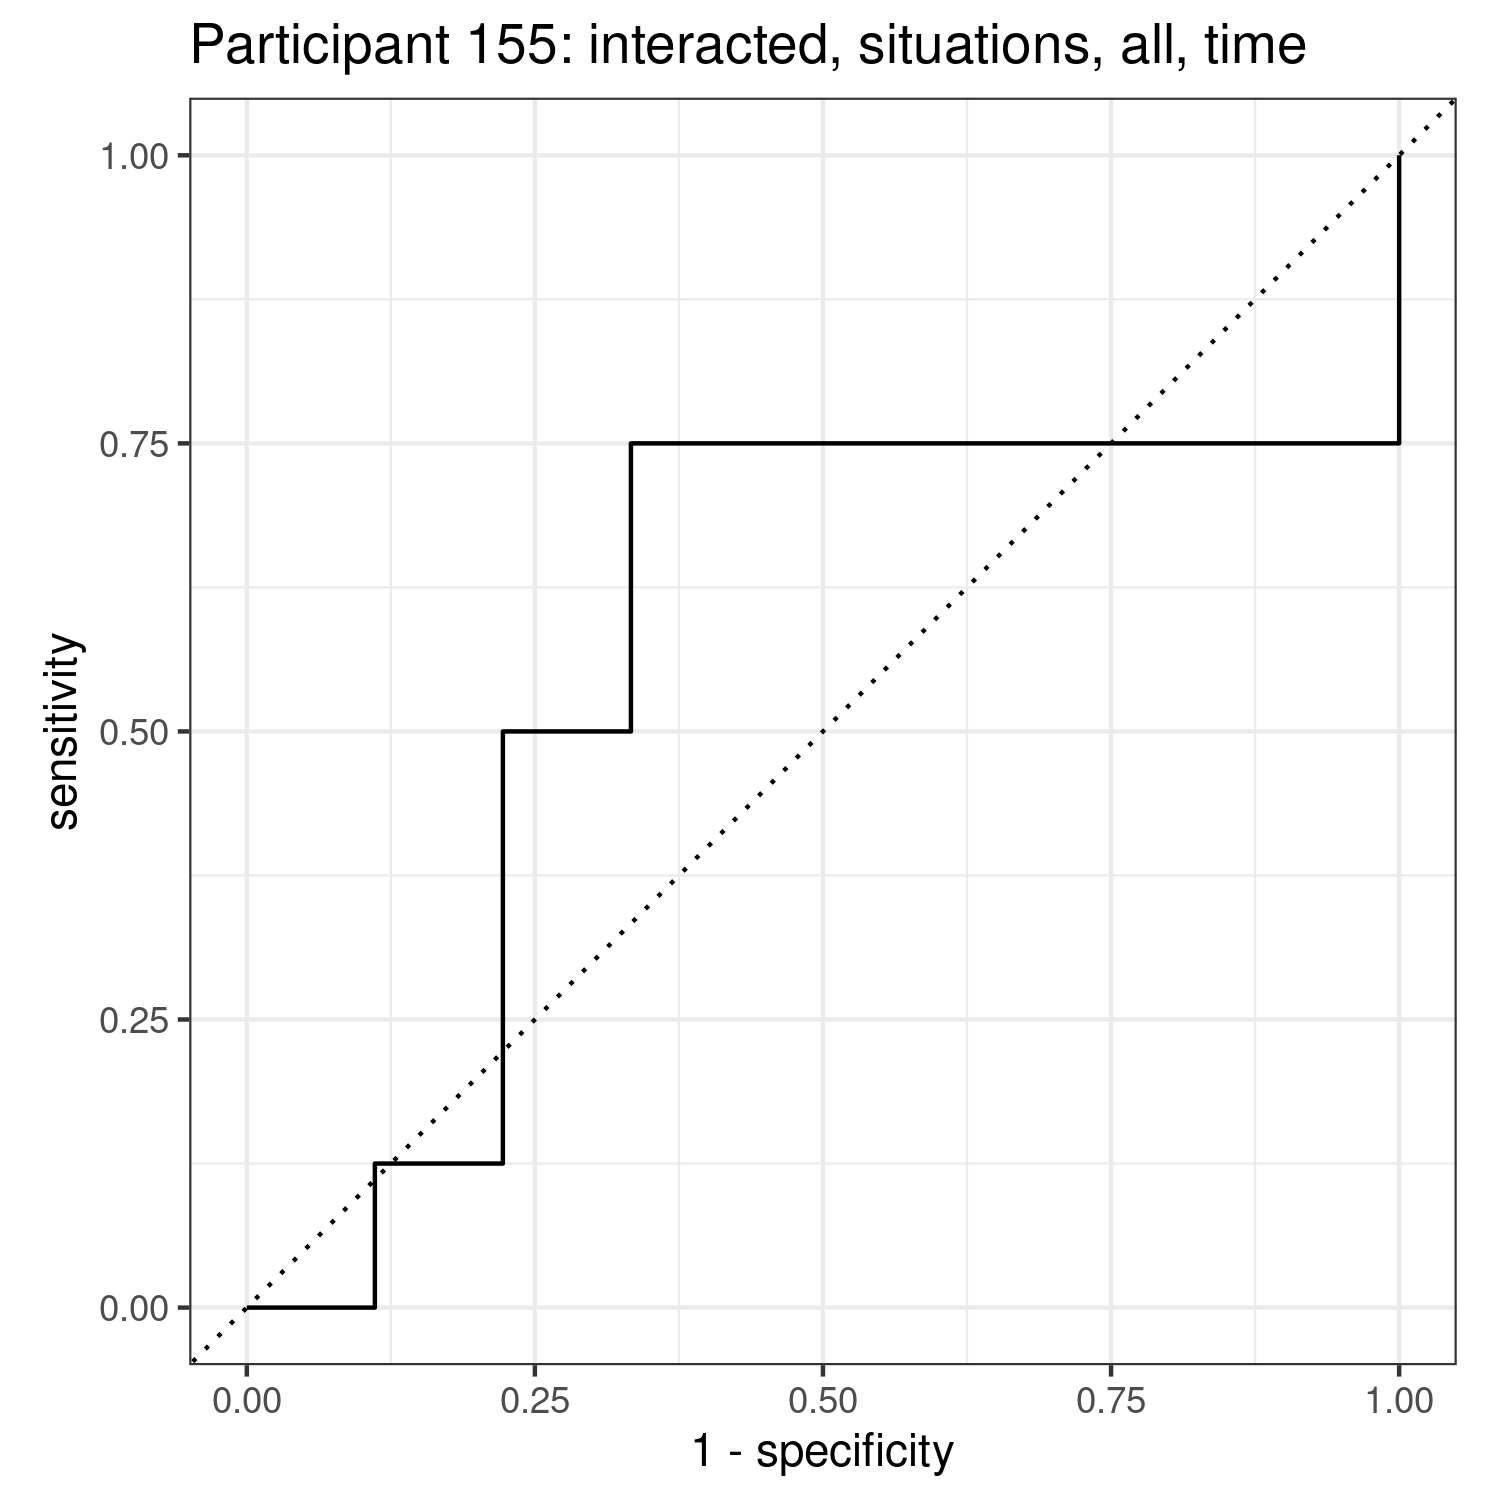 Participant 155: interacted, situations, all, time
1.00
0.75
0.50
0.25
0.00
sensitivity
0.00 0.25 0.50 0.75 1.00
1 - specificity